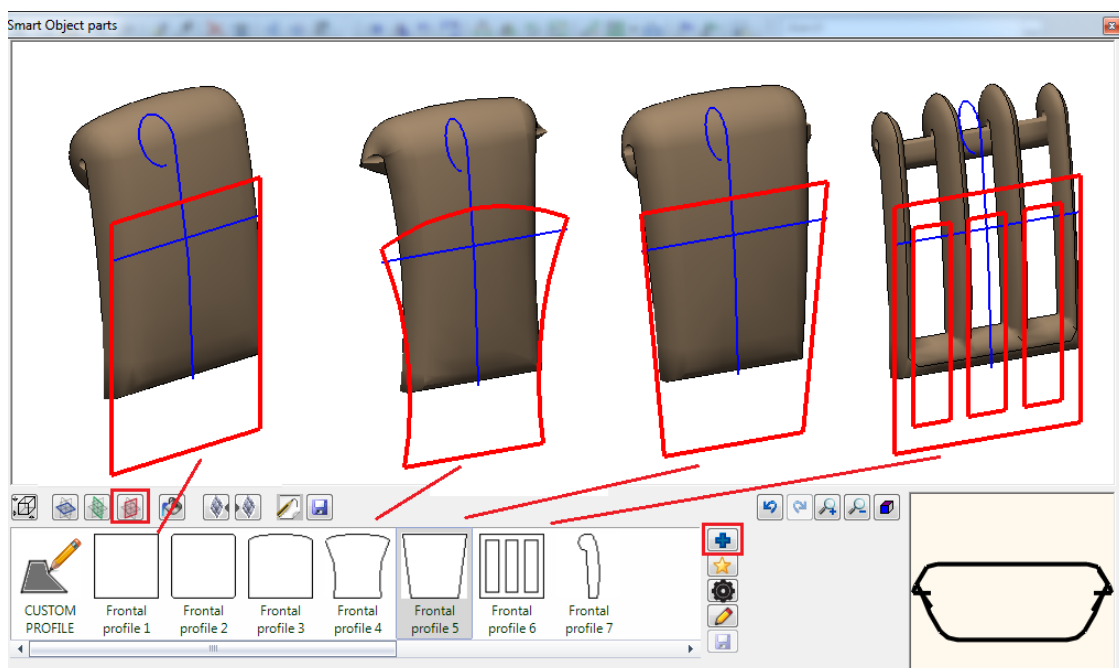 Smart Object parts
CUSTOM
PROFILE
Frontal
profile 1
Frontal
profile 2
Frontal
profile 3
Frontal
profile 4
Frontal
profile 5
Frontal
profile 6
Frontal
profile 7